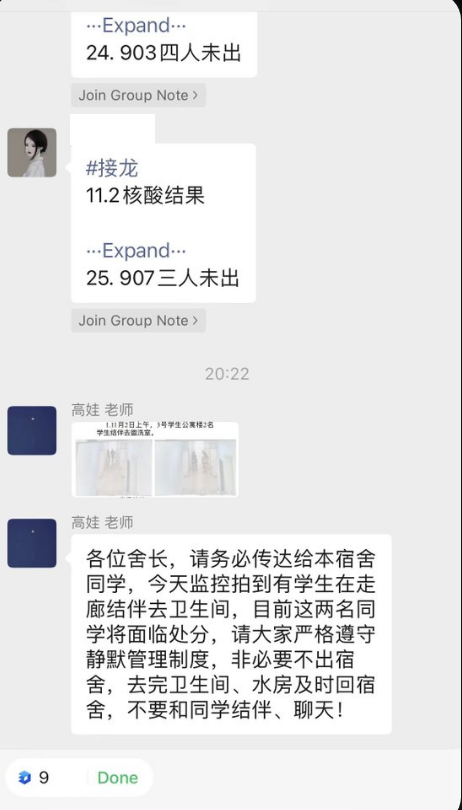 ···Expand···
24. 903四人未出
Join Group Note >
#接龙
11.2核酸结果
···Expand···
25. 907三人未出
Join Group Note >
20:22
高娃 老师
1.11月2日上午，3号学生公寓楼2名
学生结伴去盥洗室。
高娃 老师
各位舍长，请务必传达给本宿舍
同学，今天监控拍到有学生在走
廊结伴去卫生间，目前这两名同
学将面临处分，请大家严格遵守
静默管理制度，非必要不出宿
舍，去完卫生间、水房及时回宿
舍，不要和同学结伴、聊天！
9 Done